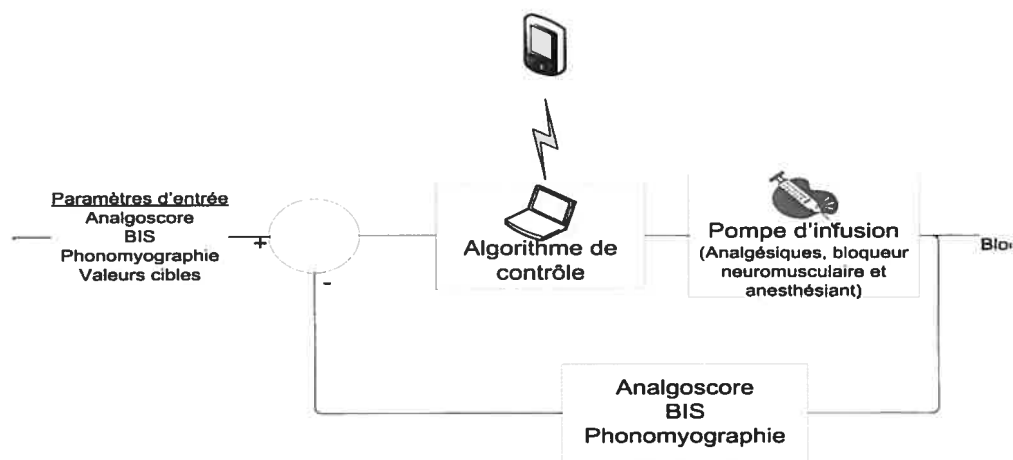 Paramètres d'entrée
Analgoscore
BIS
Phonomyographie
Valeurs cibles
+
-
Algorithme de
contrôle
Pompe d'infusion
(Analgésiques, bloqueur
neuromusculaire et
anesthésiant)
Analgoscore
BIS
Phonomyographie